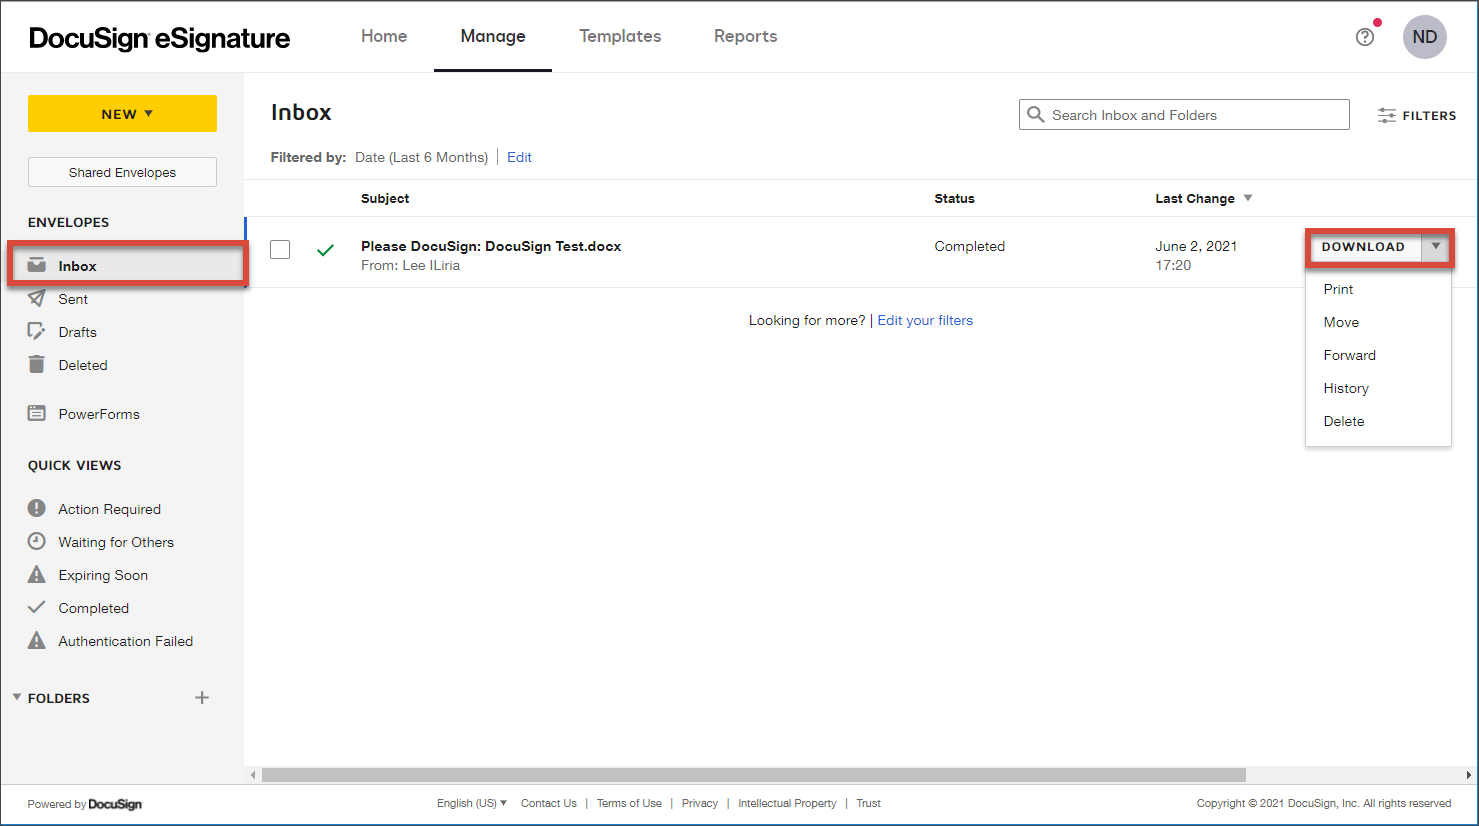 DocuSign eSignature
Home
Manage
Templates
Reports
ND
NEW
Shared Envelopes
ENVELOPES
Inbox
Sent
Drafts
Deleted
PowerForms
QUICK VIEWS
Action Required
Waiting for Others
Expiring Soon
Completed
Authentication Failed
FOLDERS
Inbox
Search Inbox and Folders
FILTERS
Filtered by: Date (Last 6 Months) | Edit
Subject
Status
Last Change
Please DocuSign: DocuSign Test.docx
From: Lee ILiria
Completed
June 2, 2021
17:20
DOWNLOAD
Print
Move
Forward
History
Delete
Looking for more? | Edit your filters
Powered by DocuSign
English (US) Contact Us | Terms of Use | Privacy | Intellectual Property | Trust
Copyright © 2021 DocuSign, Inc. All rights reserved